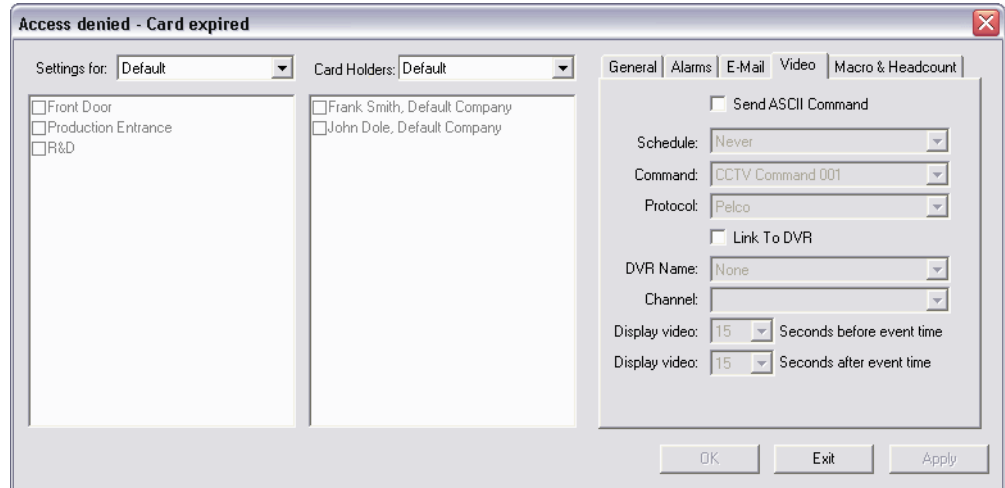 Access denied - Card expired
Settings for: Default
Front Door
Production Entrance
R&D
Card Holders: Default
Frank Smith, Default Company
John Dole, Default Company
General Alarms E-Mail Video Macro & Headcount
Send ASCII Command
Schedule: Never
Command: CCTV Command 001
Protocol: Pelco
Link To DVR
DVR Name: None
Channel:
Display video: 15 Seconds before event time
Display video: 15 Seconds after event time
OK Exit Apply